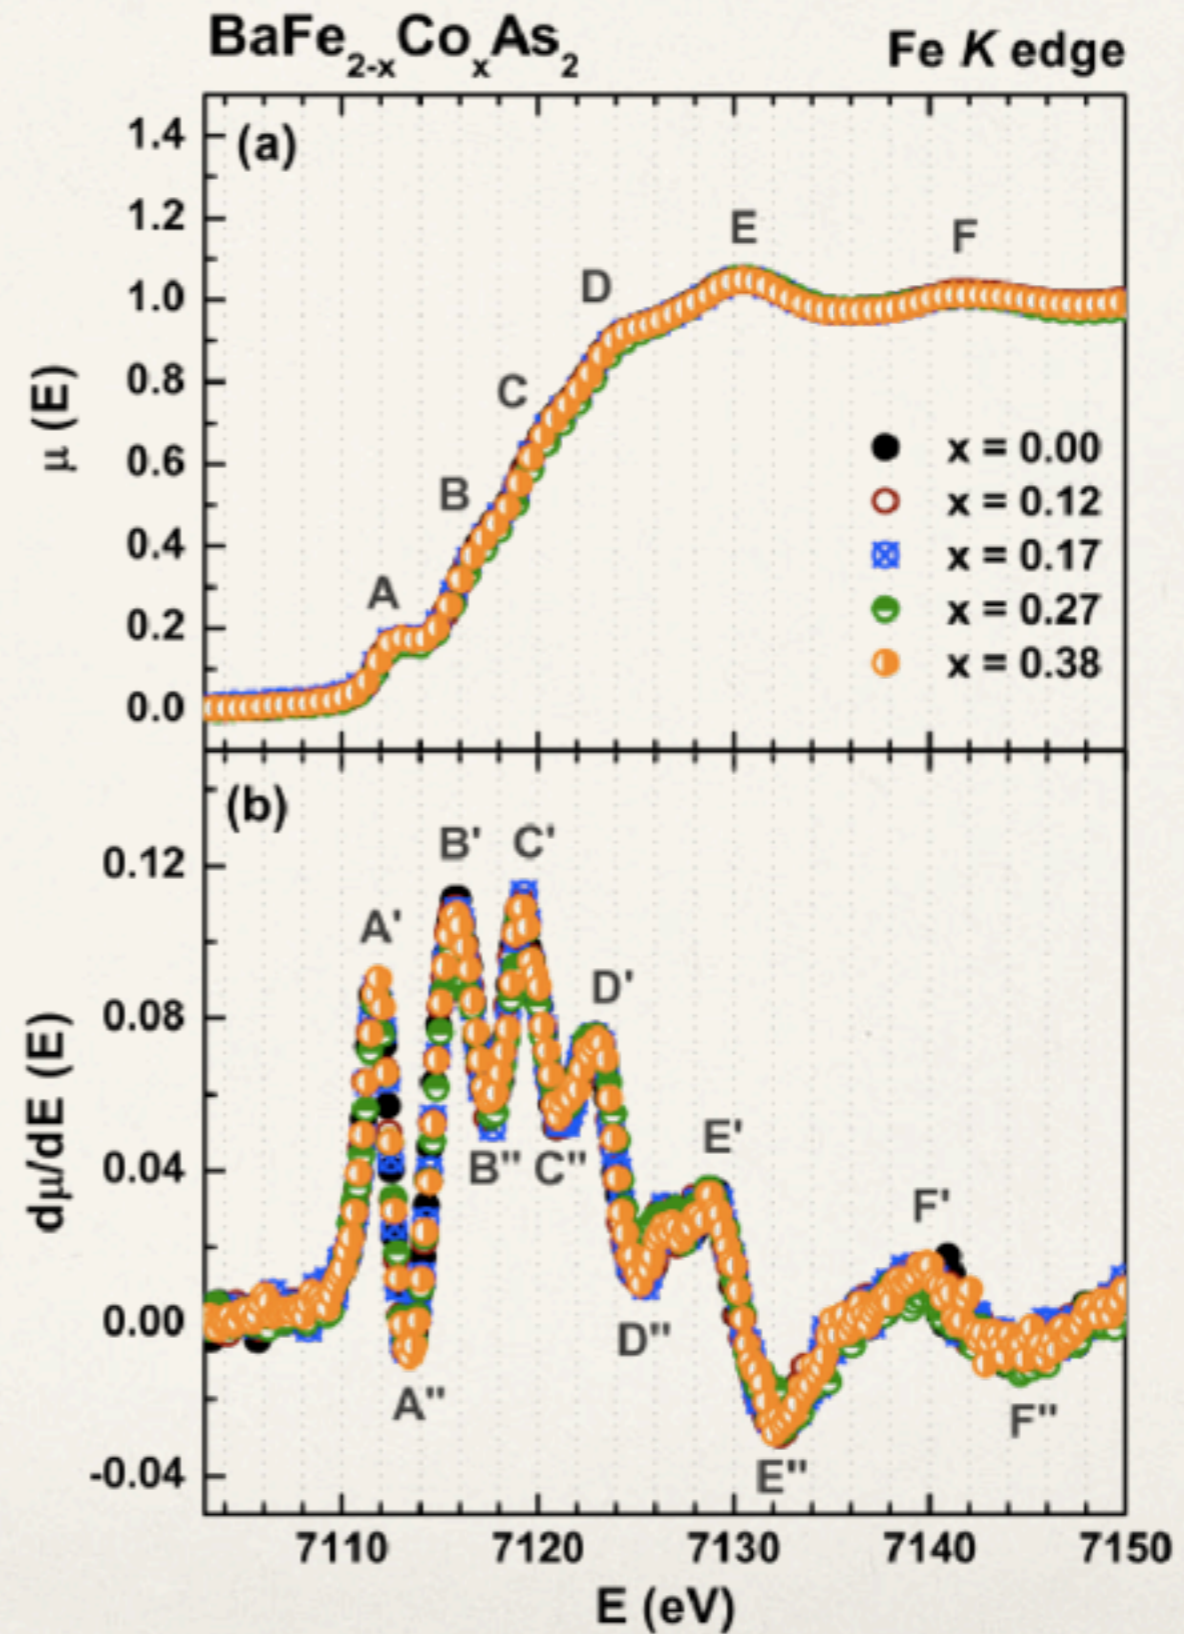 BaFe₂₋ₓCoₓAs₂ Fe K edge
(a)
1.4
1.2
1.0
0.8
0.6
0.4
0.2
0.0
μ (E)
A
B
C
D
E
F
x = 0.00
x = 0.12
x = 0.17
x = 0.27
x = 0.38
(b)
0.12
0.08
0.04
0.00
-0.04
dμ/dE (E)
A'
B'
C'
D'
E'
F'
A"
B"
C"
D"
E"
F"
7110 7120 7130 7140 7150
E (eV)